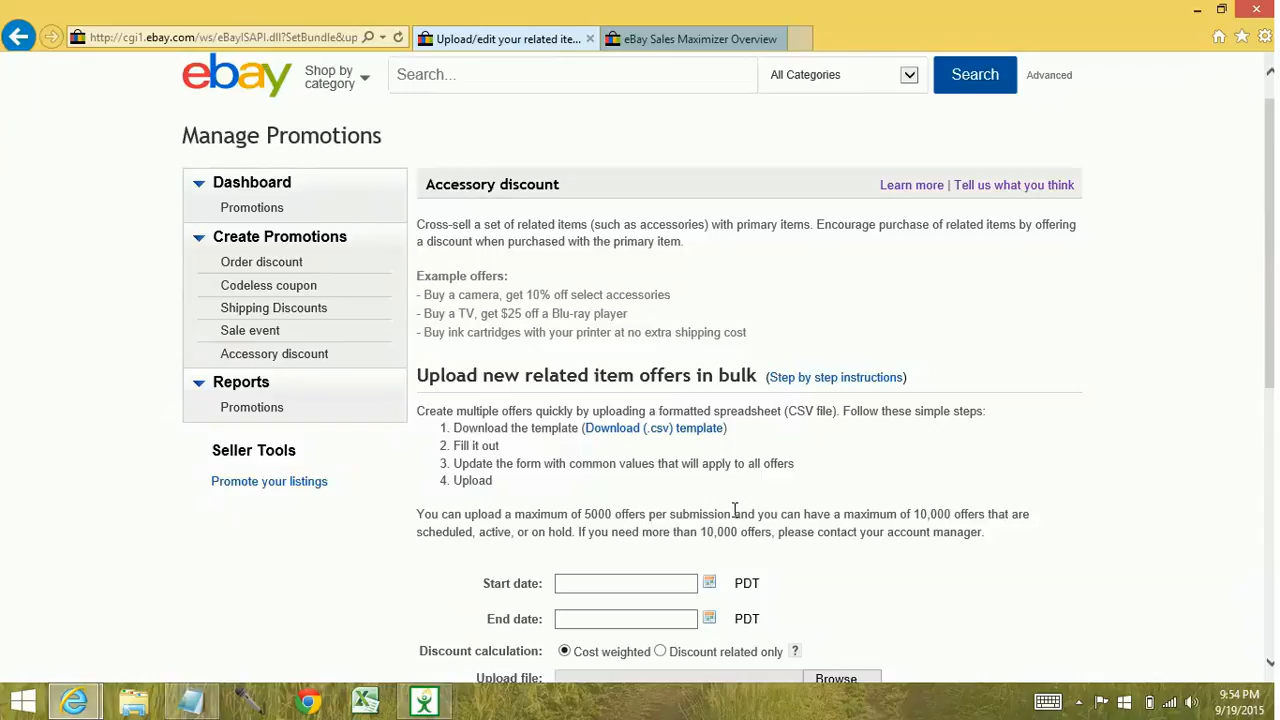 http://cgi1.ebay.com/ws/eBayISAPI.dll?SetBundle&up
Upload/edit your related ite...
eBay Sales Maximizer Overview
ebay
Shop by category
Search...
All Categories
Search
Advanced
Manage Promotions
Dashboard
Promotions
Create Promotions
Order discount
Codeless coupon
Shipping Discounts
Sale event
Accessory discount
Reports
Promotions
Seller Tools
Promote your listings
Accessory discount
Learn more | Tell us what you think
Cross-sell a set of related items (such as accessories) with primary items. Encourage purchase of related items by offering
a discount when purchased with the primary item.
Example offers:
- Buy a camera, get 10% off select accessories
- Buy a TV, get $25 off a Blu-ray player
- Buy ink cartridges with your printer at no extra shipping cost
Upload new related item offers in bulk (Step by step instructions)
Create multiple offers quickly by uploading a formatted spreadsheet (CSV file). Follow these simple steps:
1. Download the template (Download (.csv) template)
2. Fill it out
3. Update the form with common values that will apply to all offers
4. Upload
You can upload a maximum of 5000 offers per submission and you can have a maximum of 10,000 offers that are
scheduled, active, or on hold. If you need more than 10,000 offers, please contact your account manager.
Start date: PDT
End date: PDT
Discount calculation: Cost weighted Discount related only ?
Upload file: Browse
9:54 PM
9/19/2015